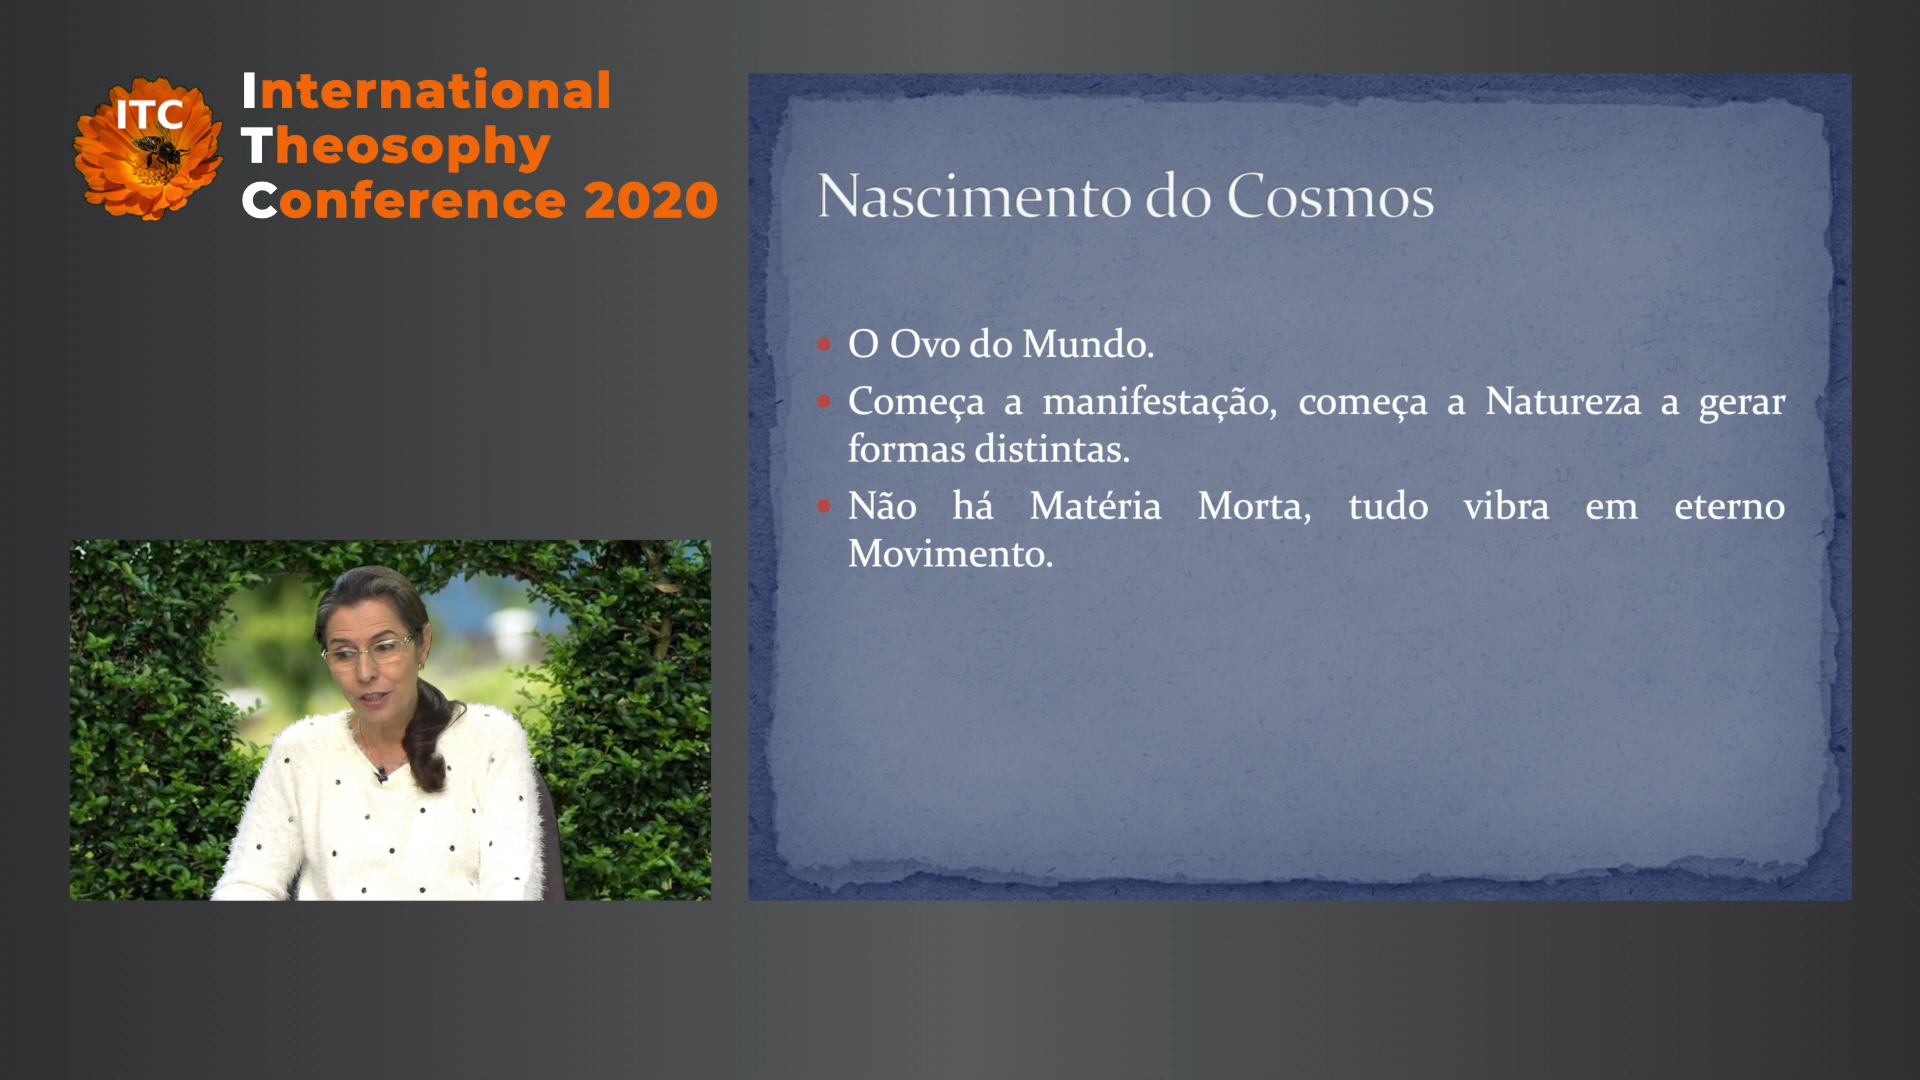 ITC
International
Theosophy
Conference 2020
Nascimento do Cosmos
• O Ovo do Mundo.
• Começa a manifestação, começa a Natureza a gerar
formas distintas.
• Não há Matéria Morta, tudo vibra em eterno
Movimento.